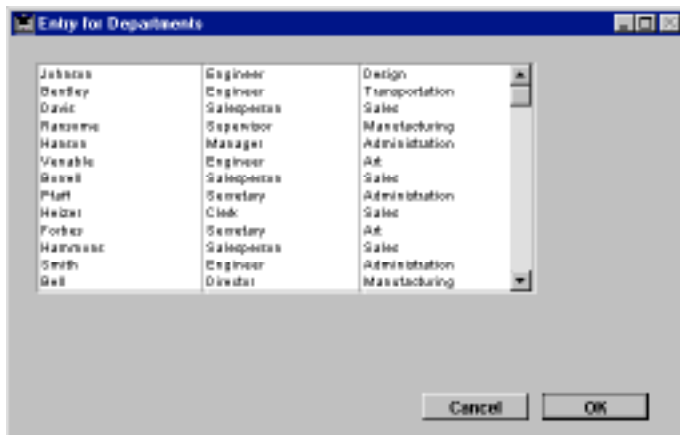 Entry for Departments
Johnson Engineer Design
Bentley Engineer Transportation
Davis Salesperson Sales
Ransome Supervisor Manufacturing
Hanson Manager Administration
Venable Engineer Art
Salesperson Sales
Pfaff Secretary Administration
Heizer Clerk Sales
Forbes Secretary Art
Hammons Salesperson Sales
Smith Engineer Administration
Bell Director Manufacturing
Cancel OK